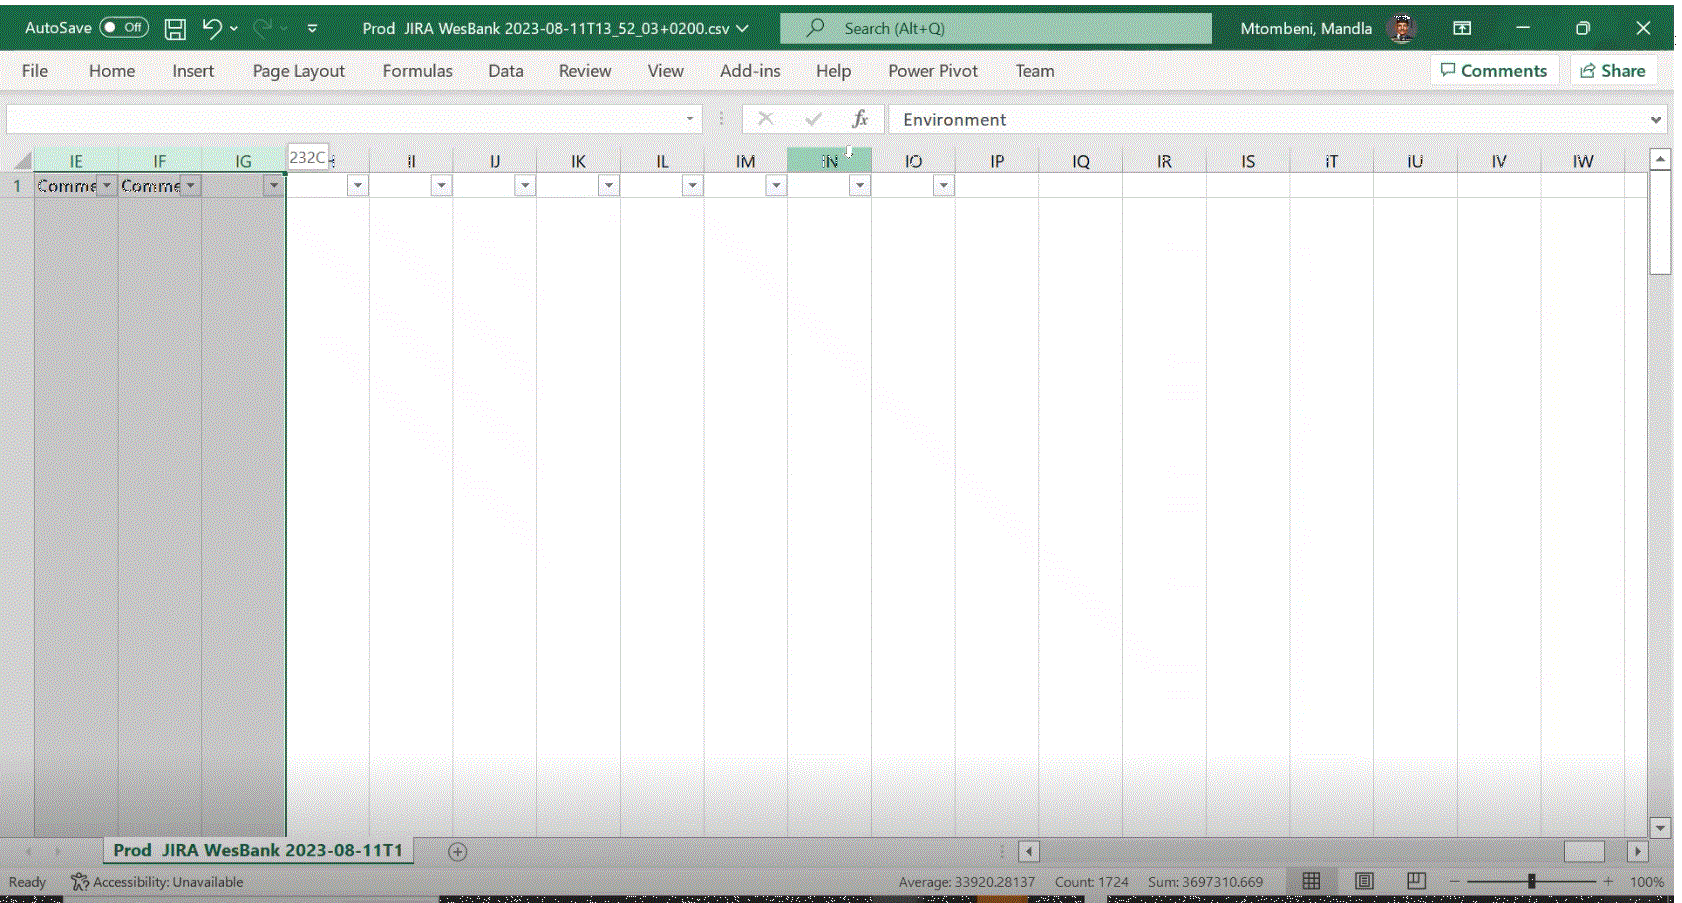 AutoSave Off Prod JIRA WesBank 2023-08-11T13_52_03+0200.csv Search (Alt+Q) Mtombeni, Mandla
File Home Insert Page Layout Formulas Data Review View Add-ins Help Power Pivot Team Comments Share
fx Environment
IE IF IG 232C II IJ IK IL IM IN IO IP IQ IR IS IT IU IV IW
1 Comme Comme
Prod JIRA WesBank 2023-08-11T1
Ready Accessibility: Unavailable Average: 33920.28137 Count: 1724 Sum: 3697310.669 100%